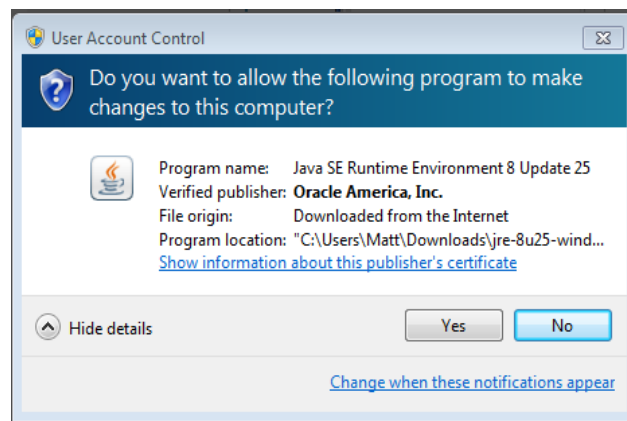 User Account Control
Do you want to allow the following program to make
changes to this computer?
Program name: Java SE Runtime Environment 8 Update 25
Verified publisher: Oracle America, Inc.
File origin: Downloaded from the Internet
Program location: "C:\Users\Matt\Downloads\jre-8u25-wind...
Show information about this publisher's certificate
Hide details
Yes
No
Change when these notifications appear